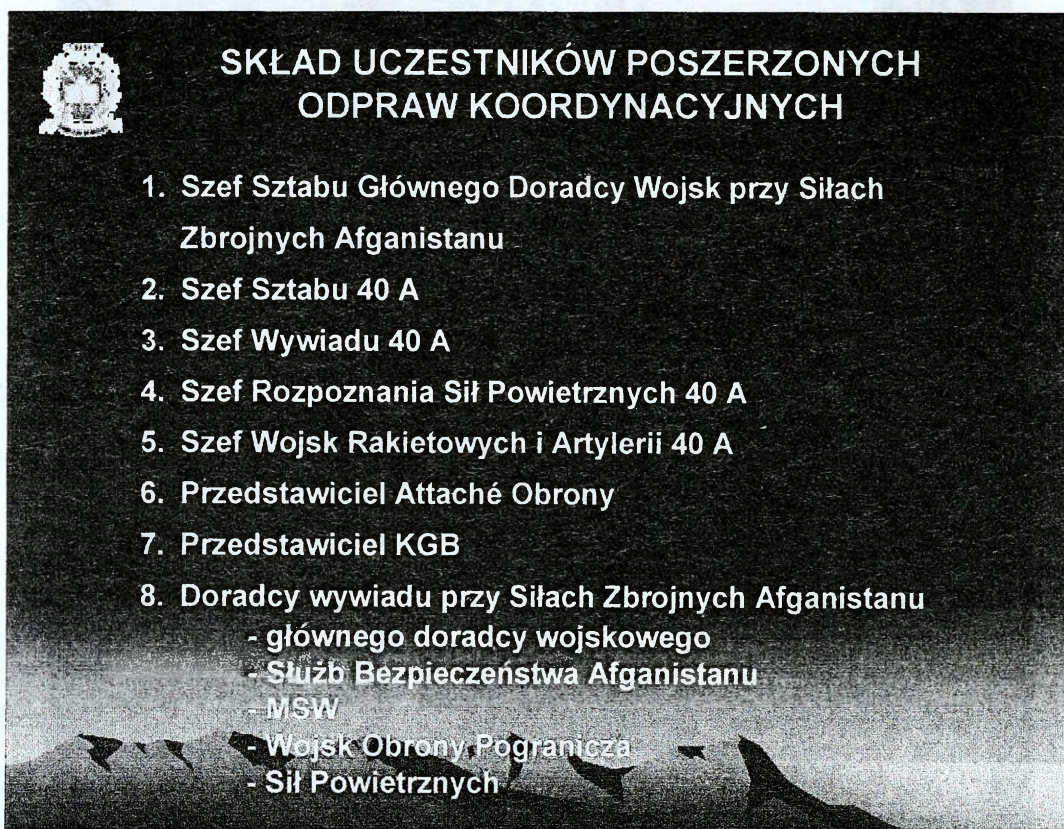 SKŁAD UCZESTNIKÓW POSZERZONYCH
ODPRAW KOORDYNACYJNYCH
1. Szef Sztabu Głównego Doradcy Wojsk przy Siłach
Zbrojnych Afganistanu
2. Szef Sztabu 40 A
3. Szef Wywiadu 40 A
4. Szef Rozpoznania Sił Powietrznych 40 A
5. Szef Wojsk Rakietowych i Artylerii 40 A
6. Przedstawiciel Attaché Obrony
7. Przedstawiciel KGB
8. Doradcy wywiadu przy Siłach Zbrojnych Afganistanu
- głównego doradcy wojskowego
- Służb Bezpieczeństwa Afganistanu
- MSW
- Wojsk Obrony Pogranicza
- Sił Powietrznych